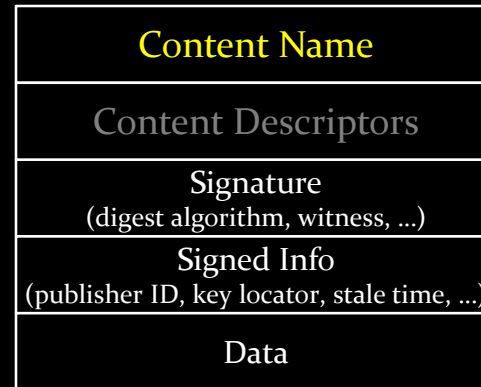 Content Name
Content Descriptors
Signature
(digest algorithm, witness, ...)
Signed Info
(publisher ID, key locator, stale time, ...)
Data